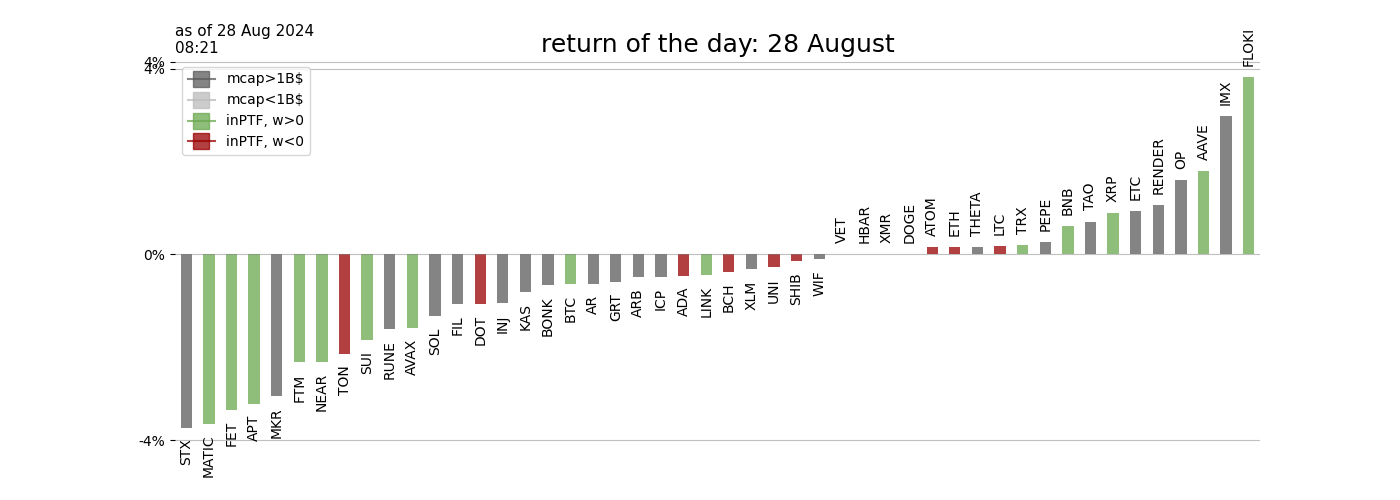 as of 28 Aug 2024
08:21
return of the day: 28 August
4%
4%
0%
-4%
mcap>1B$
mcap<1B$
inPTF, w>0
inPTF, w<0
STX
MATIC
FET
APT
MKR
FTM
NEAR
TON
SUI
RUNE
AVAX
SOL
FIL
DOT
INJ
KAS
BONK
BTC
AR
GRT
ARB
ICP
ADA
LINK
BCH
XLM
UNI
SHIB
WIF
VET
HBAR
XMR
DOGE
ATOM
ETH
THETA
LTC
TRX
PEPE
BNB
TAO
XRP
ETC
RENDER
OP
AAVE
IMX
FLOKI